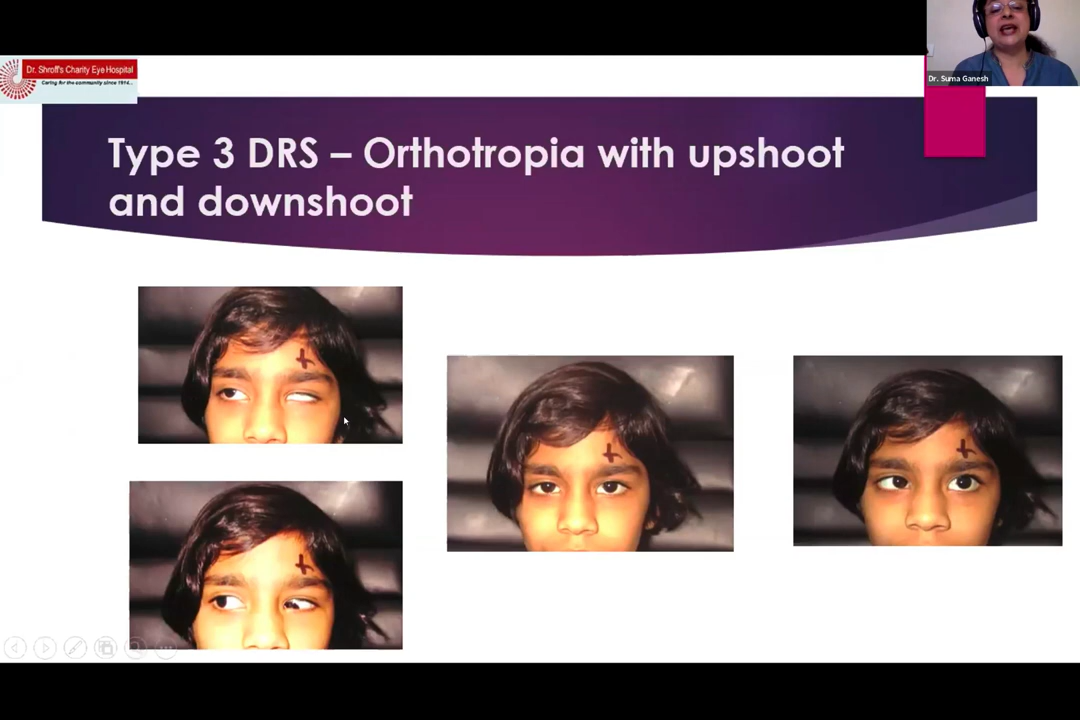 Dr. Shroff's Charity Eye Hospital
Caring for the community since 1914...
Dr. Suma Ganesh
Type 3 DRS – Orthotropia with upshoot
and downshoot